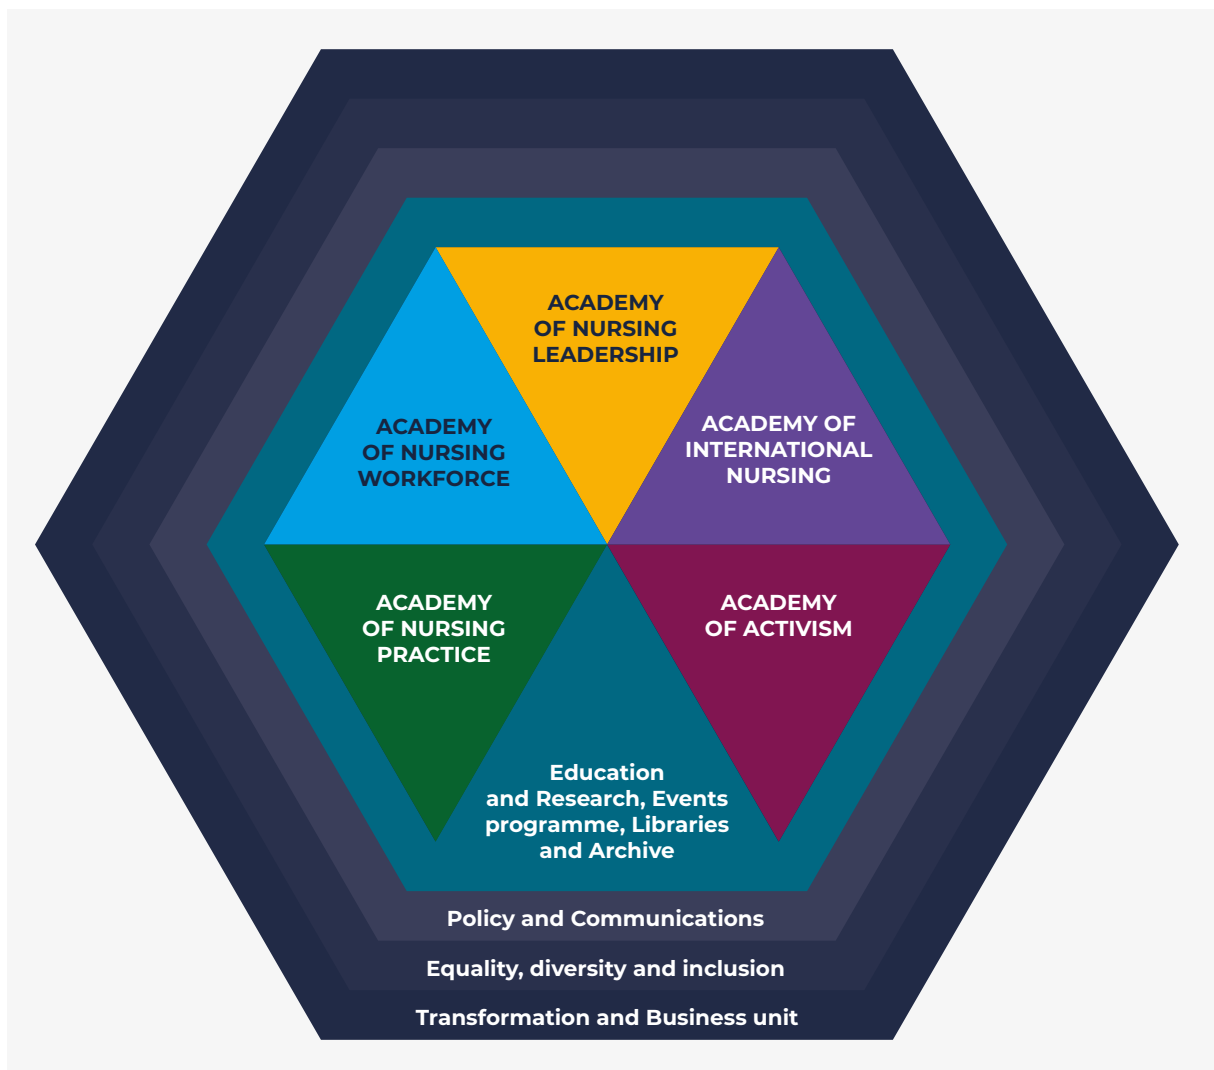 ACADEMY
OF NURSING
LEADERSHIP
ACADEMY
OF NURSING
WORKFORCE
ACADEMY OF
INTERNATIONAL
NURSING
ACADEMY
OF NURSING
PRACTICE
ACADEMY
OF ACTIVISM
Education
and Research, Events
programme, Libraries
and Archive
Policy and Communications
Equality, diversity and inclusion
Transformation and Business unit